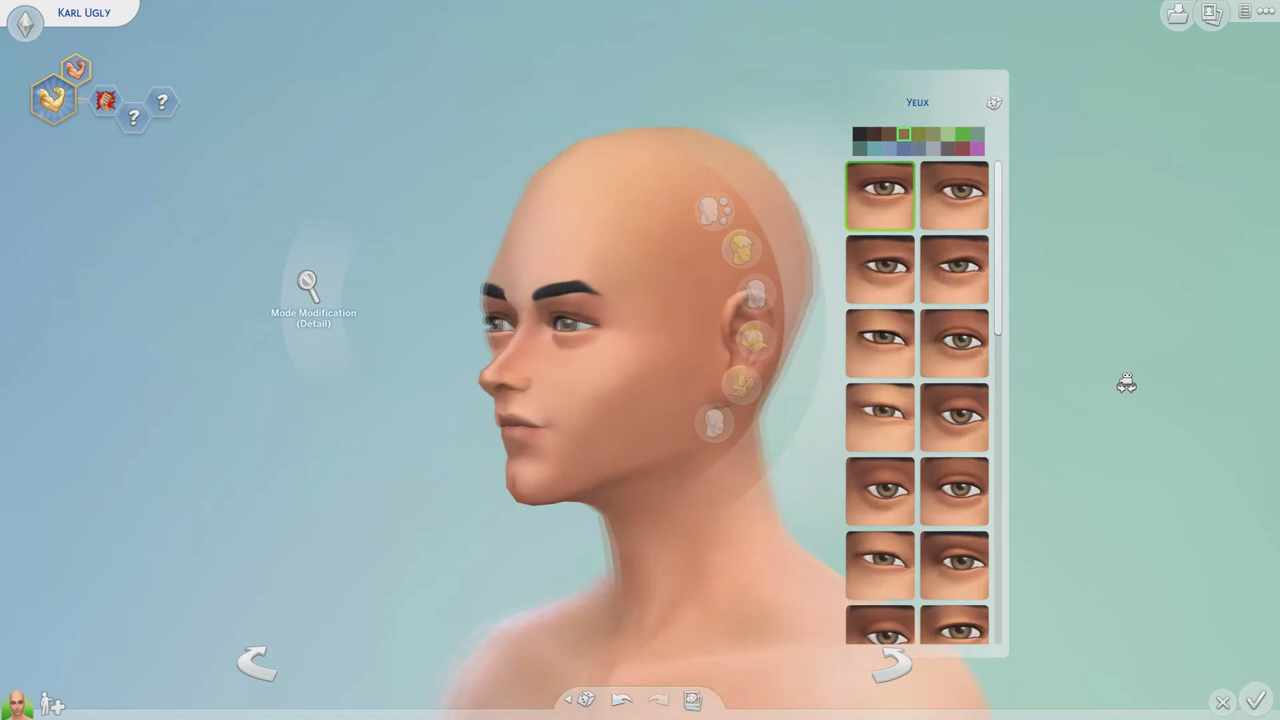 Karl Ugly
Yeux
Mode Modification
(Détail)
?
?